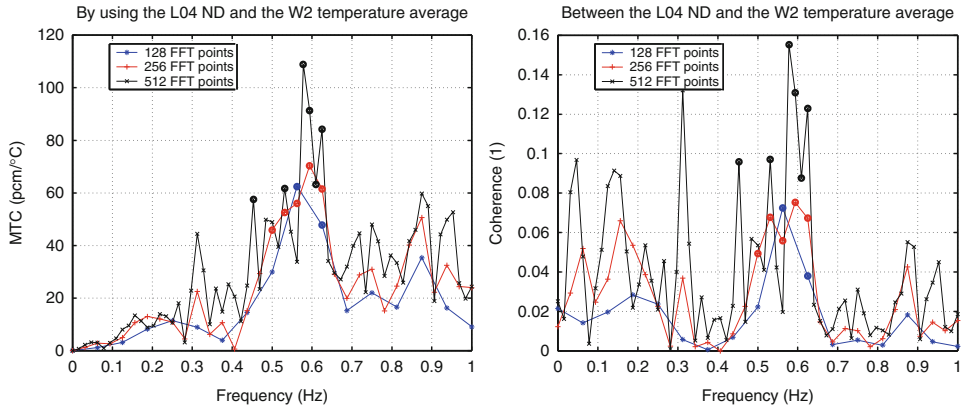 By using the L04 ND and the W2 temperature average
120
100
80
60
40
20
0
MTC (pcm/°C)
128 FFT points
256 FFT points
512 FFT points
0 0.1 0.2 0.3 0.4 0.5 0.6 0.7 0.8 0.9 1
Frequency (Hz)
Between the L04 ND and the W2 temperature average
0.16
0.14
0.12
0.1
0.08
0.06
0.04
0.02
0
Coherence (1)
128 FFT points
256 FFT points
512 FFT points
0 0.1 0.2 0.3 0.4 0.5 0.6 0.7 0.8 0.9 1
Frequency (Hz)